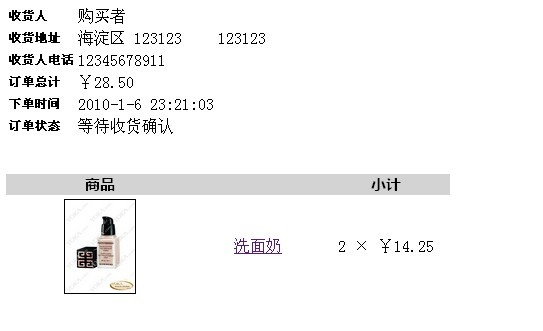 收货人 购买者
收货地址 海淀区 123123 123123
收货人电话 12345678911
订单总计 ￥28.50
下单时间 2010-1-6 23:21:03
订单状态 等待收货确认
商品 小计
洗面奶 2 × ￥14.25